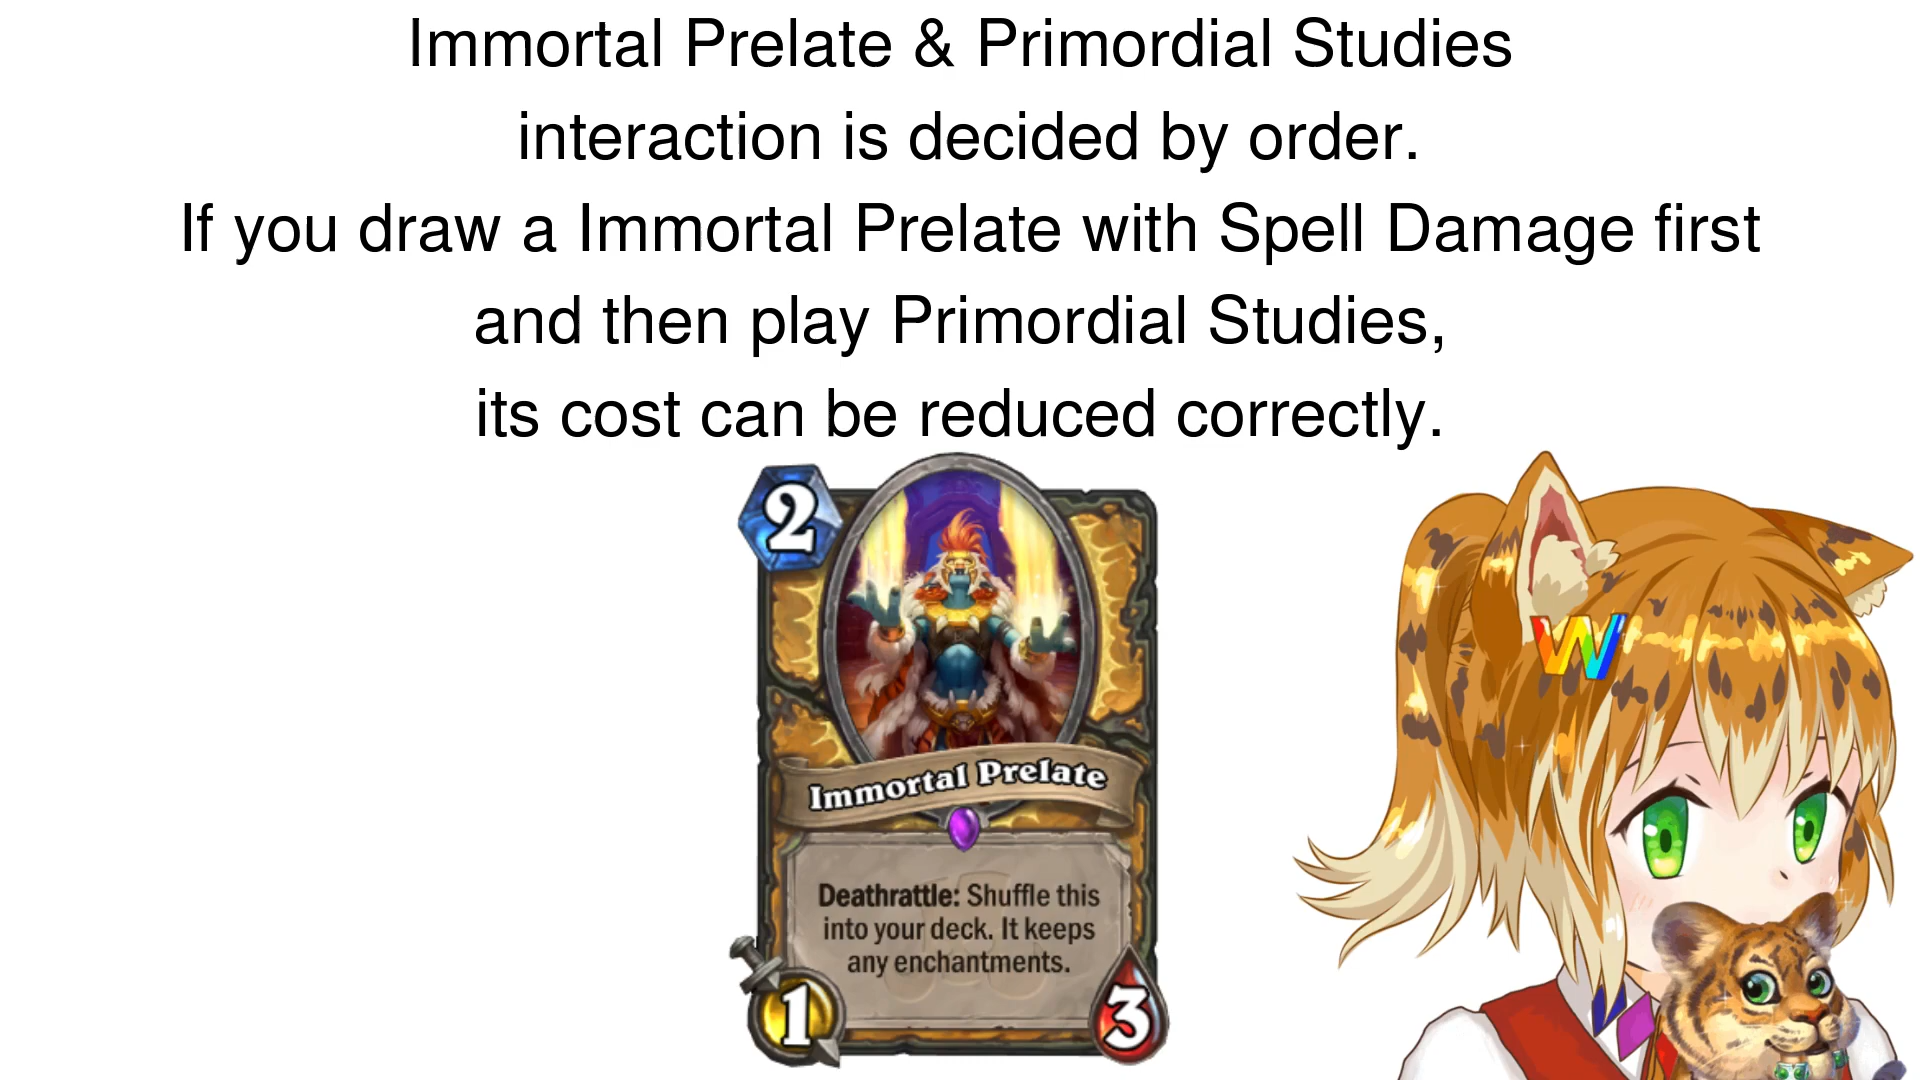 Immortal Prelate & Primordial Studies
interaction is decided by order.
If you draw a Immortal Prelate with Spell Damage first
and then play Primordial Studies,
its cost can be reduced correctly.
2
Immortal Prelate
Deathrattle: Shuffle this
into your deck. It keeps
any enchantments.
1
3
W